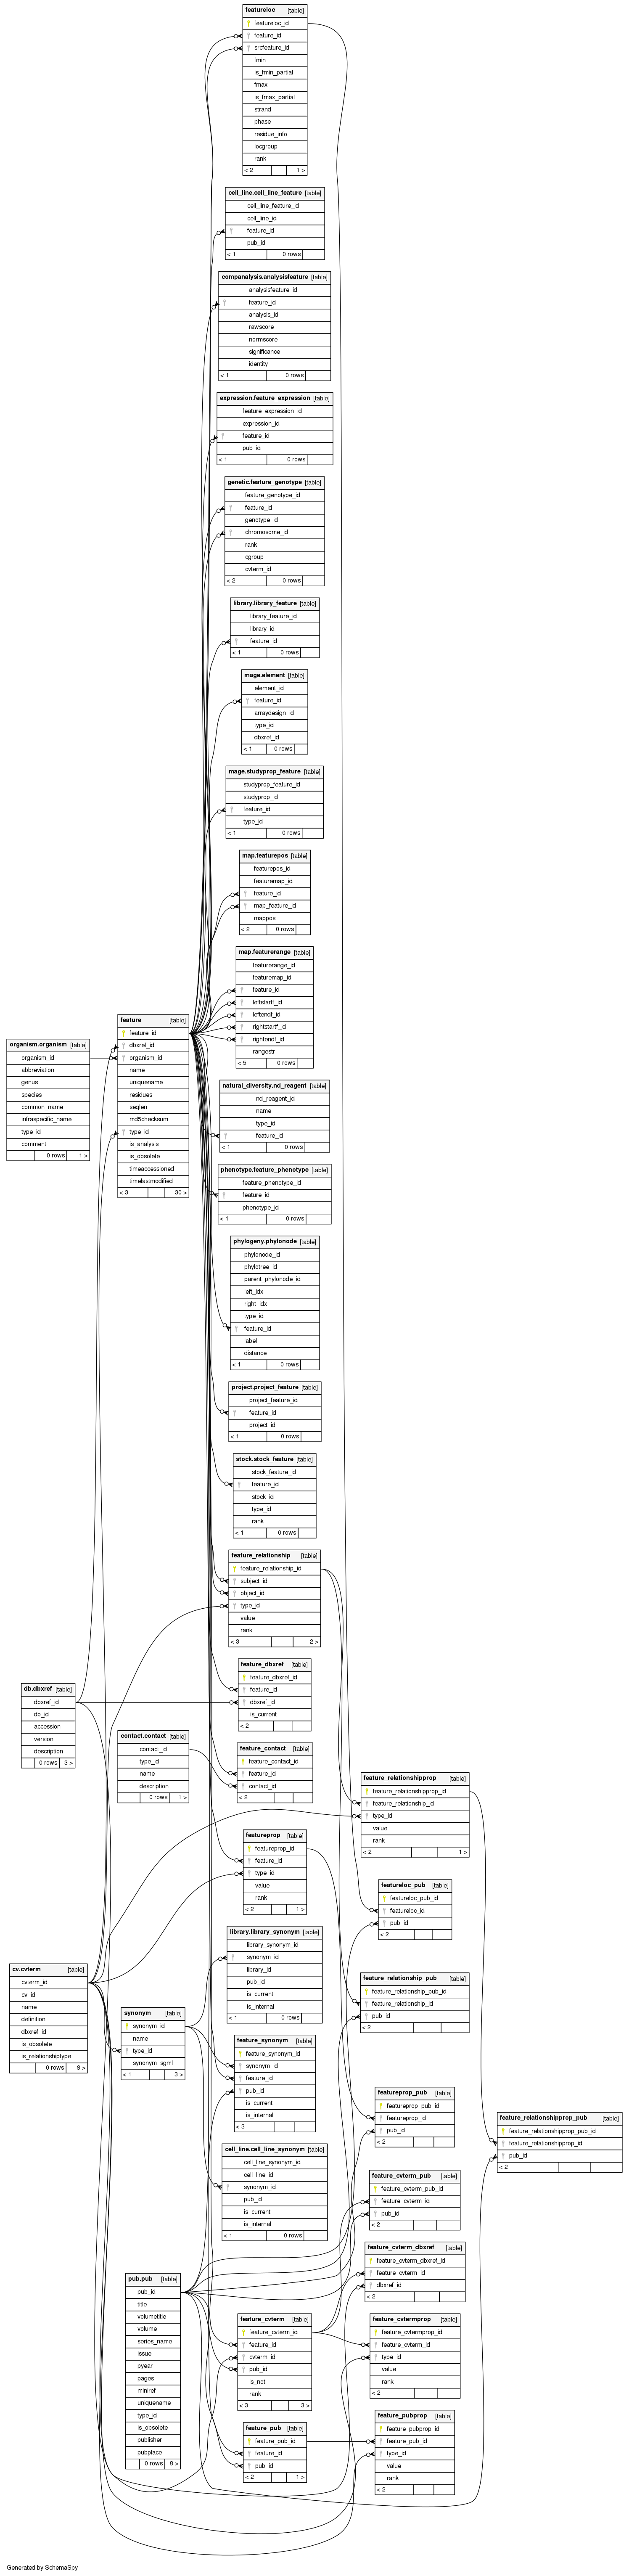 featureloc [table]
featureloc_id
feature_id
srcfeature_id
fmin
is_fmin_partial
fmax
is_fmax_partial
strand
phase
residue_info
locgroup
rank
< 2 1 >
cell_line.cell_line_feature [table]
cell_line_feature_id
cell_line_id
feature_id
pub_id
< 1 0 rows
companalysis.analysisfeature [table]
analysisfeature_id
feature_id
analysis_id
rawscore
normscore
significance
identity
< 1 0 rows
expression.feature_expression [table]
feature_expression_id
expression_id
feature_id
pub_id
< 1 0 rows
genetic.feature_genotype [table]
feature_genotype_id
feature_id
genotype_id
chromosome_id
rank
cgroup
cvterm_id
< 2 0 rows
library.library_feature [table]
library_feature_id
library_id
feature_id
< 1 0 rows
mage.element [table]
element_id
feature_id
arraydesign_id
type_id
dbxref_id
< 1 0 rows
mage.studyprop_feature [table]
studyprop_feature_id
studyprop_id
feature_id
type_id
< 1 0 rows
map.featurepos [table]
featurepos_id
featuremap_id
feature_id
map_feature_id
mappos
< 2 0 rows
map.featurerange [table]
featurerange_id
featuremap_id
feature_id
leftstartf_id
leftendf_id
rightstartf_id
rightendf_id
rangestr
< 5 0 rows
feature [table]
feature_id
dbxref_id
organism_id
name
uniquename
residues
seqlen
md5checksum
type_id
is_analysis
is_obsolete
timeaccessioned
timelastmodified
< 3 30 >
organism.organism [table]
organism_id
abbreviation
genus
species
common_name
infraspecific_name
type_id
comment
0 rows 1 >
natural_diversity.nd_reagent [table]
nd_reagent_id
name
type_id
feature_id
< 1 0 rows
phenotype.feature_phenotype [table]
feature_phenotype_id
feature_id
phenotype_id
< 1 0 rows
phylogeny.phylonode [table]
phylonode_id
phylotree_id
parent_phylonode_id
left_idx
right_idx
type_id
feature_id
label
distance
< 1 0 rows
project.project_feature [table]
project_feature_id
feature_id
project_id
< 1 0 rows
stock.stock_feature [table]
stock_feature_id
feature_id
stock_id
type_id
rank
< 1 0 rows
feature_relationship [table]
feature_relationship_id
subject_id
object_id
type_id
value
rank
< 3 2 >
feature_dbxref [table]
feature_dbxref_id
feature_id
dbxref_id
is_current
< 2
db.dbxref [table]
dbxref_id
db_id
accession
version
description
0 rows 3 >
contact.contact [table]
contact_id
type_id
name
description
0 rows 1 >
feature_contact [table]
feature_contact_id
feature_id
contact_id
< 2
feature_relationshipprop [table]
feature_relationshipprop_id
feature_relationship_id
type_id
value
rank
< 2 1 >
featureprop [table]
featureprop_id
feature_id
type_id
value
rank
< 2 1 >
featureloc_pub [table]
featureloc_pub_id
featureloc_id
pub_id
< 2
library.library_synonym [table]
library_synonym_id
synonym_id
library_id
pub_id
is_current
is_internal
< 1 0 rows
cv.cvterm [table]
cvterm_id
cv_id
name
definition
dbxref_id
is_obsolete
is_relationshiptype
0 rows 8 >
feature_relationship_pub [table]
feature_relationship_pub_id
feature_relationship_id
pub_id
< 2
synonym [table]
synonym_id
name
type_id
synonym_sgml
< 1 3 >
feature_synonym [table]
feature_synonym_id
synonym_id
feature_id
pub_id
is_current
is_internal
< 3
featureprop_pub [table]
featureprop_pub_id
featureprop_id
pub_id
< 2
feature_relationshipprop_pub [table]
feature_relationshipprop_pub_id
feature_relationshipprop_id
pub_id
< 2
cell_line.cell_line_synonym [table]
cell_line_synonym_id
cell_line_id
synonym_id
pub_id
is_current
is_internal
< 1 0 rows
feature_cvterm_pub [table]
feature_cvterm_pub_id
feature_cvterm_id
pub_id
< 2
feature_cvterm_dbxref [table]
feature_cvterm_dbxref_id
feature_cvterm_id
dbxref_id
< 2
pub.pub [table]
pub_id
title
volumetitle
volume
series_name
issue
pyear
pages
miniref
uniquename
type_id
is_obsolete
publisher
pubplace
0 rows 8 >
feature_cvterm [table]
feature_cvterm_id
feature_id
cvterm_id
pub_id
is_not
rank
< 3 3 >
feature_cvtermprop [table]
feature_cvtermprop_id
feature_cvterm_id
type_id
value
rank
< 2
feature_pub [table]
feature_pub_id
feature_id
pub_id
< 2 1 >
feature_pubprop [table]
feature_pubprop_id
feature_pub_id
type_id
value
rank
< 2
Generated by SchemaSpy